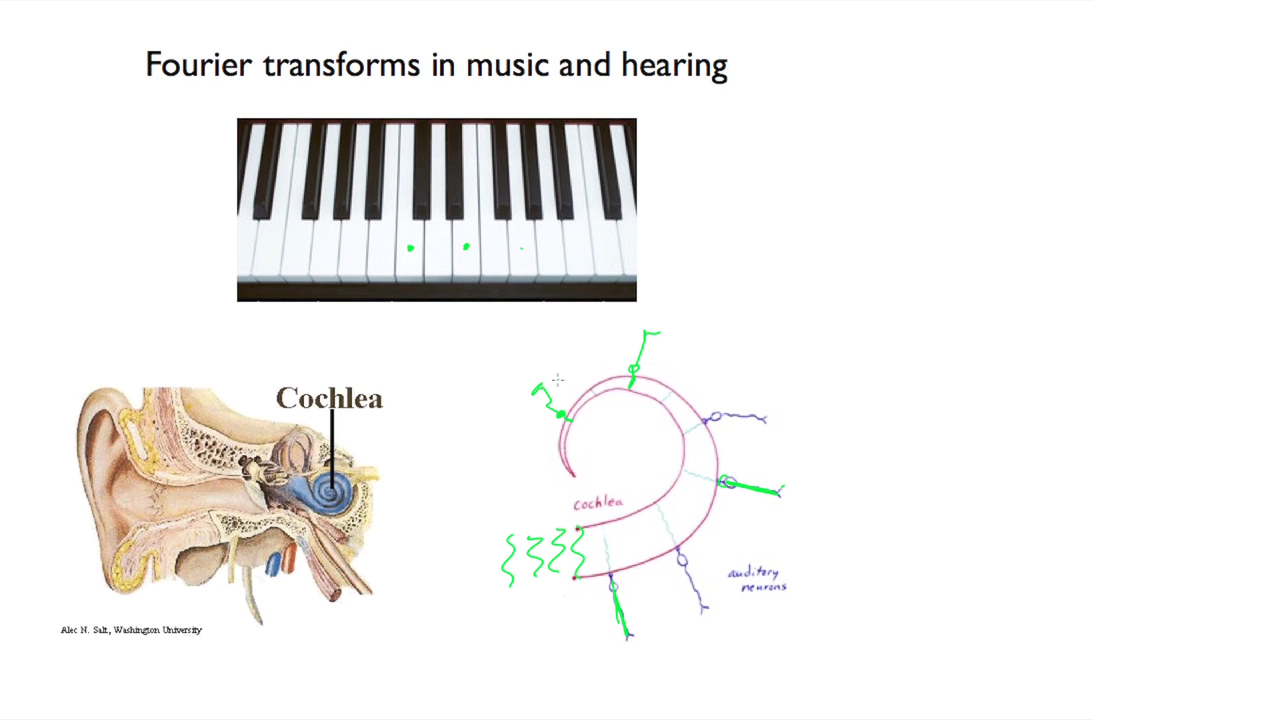 Fourier transforms in music and hearing
Cochlea
cochlea
auditory
neurons
Alec N. Salt, Washington University